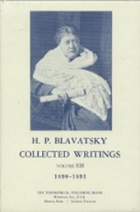 H. P. BLAVATSKY
COLLECTED WRITINGS
VOLUME XIII
1890–1891
THE THEOSOPHICAL PUBLISHING HOUSE